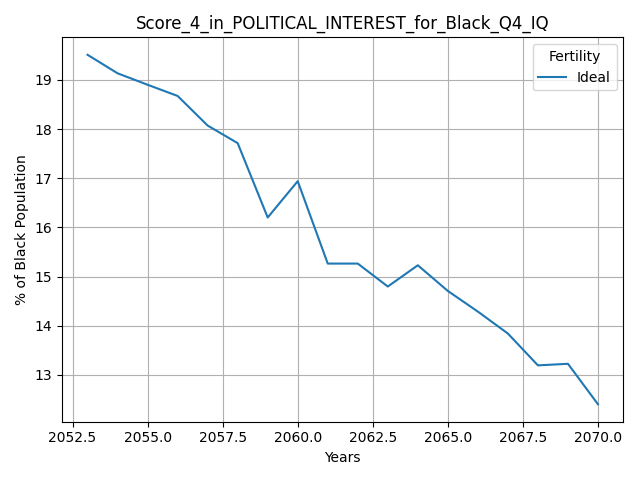 Score_4_in_POLITICAL_INTEREST_for_Black_Q4_IQ
Fertility
Ideal
% of Black Population
19
18
17
16
15
14
13
2052.5 2055.0 2057.5 2060.0 2062.5 2065.0 2067.5 2070.0
Years